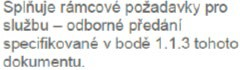 Splňuje rámcové požadavky pro
službu – odborné předání
specifikované v bodě 1.1.3 tohoto
dokumentu.